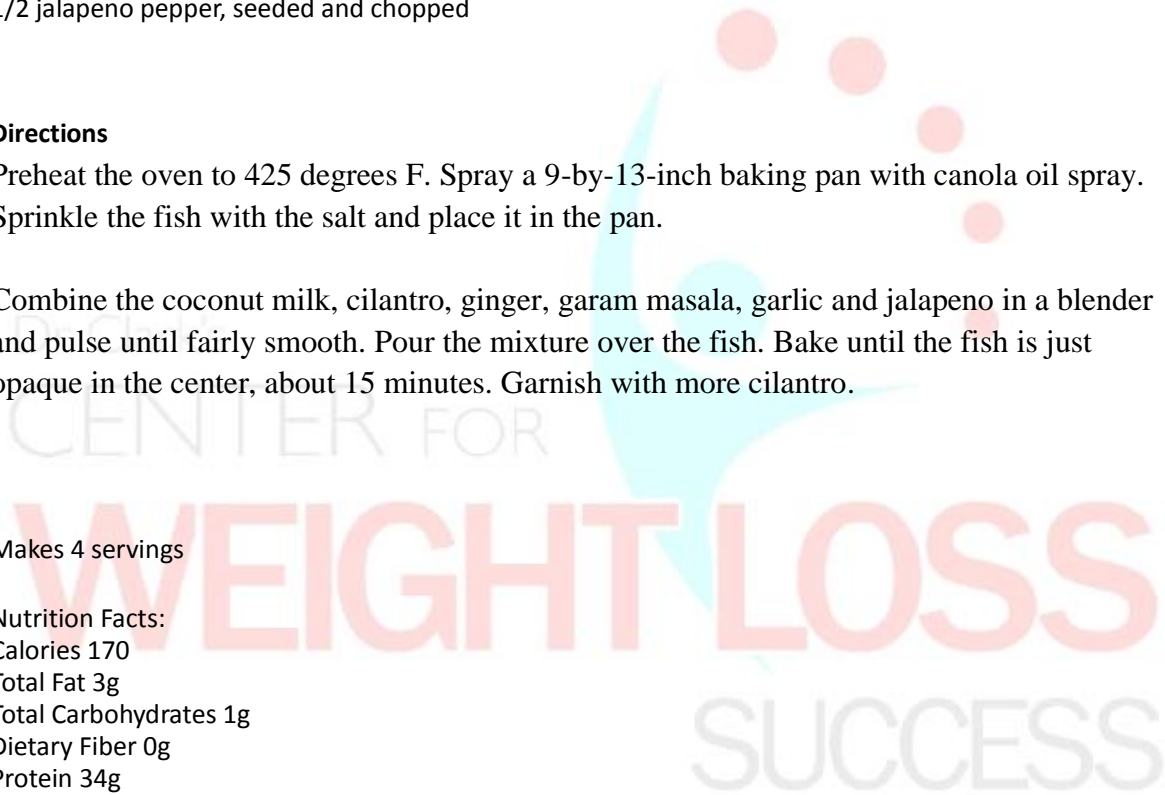 1/2 jalapeno pepper, seeded and chopped
Directions
Preheat the oven to 425 degrees F. Spray a 9-by-13-inch baking pan with canola oil spray.
Sprinkle the fish with the salt and place it in the pan.
Combine the coconut milk, cilantro, ginger, garam masala, garlic and jalapeno in a blender
and pulse until fairly smooth. Pour the mixture over the fish. Bake until the fish is just
opaque in the center, about 15 minutes. Garnish with more cilantro.
Dr. Clark's
CENTER FOR
WEIGHT LOSS
SUCCESS
Makes 4 servings
Nutrition Facts:
Calories 170
Total Fat 3g
Total Carbohydrates 1g
Dietary Fiber 0g
Protein 34g